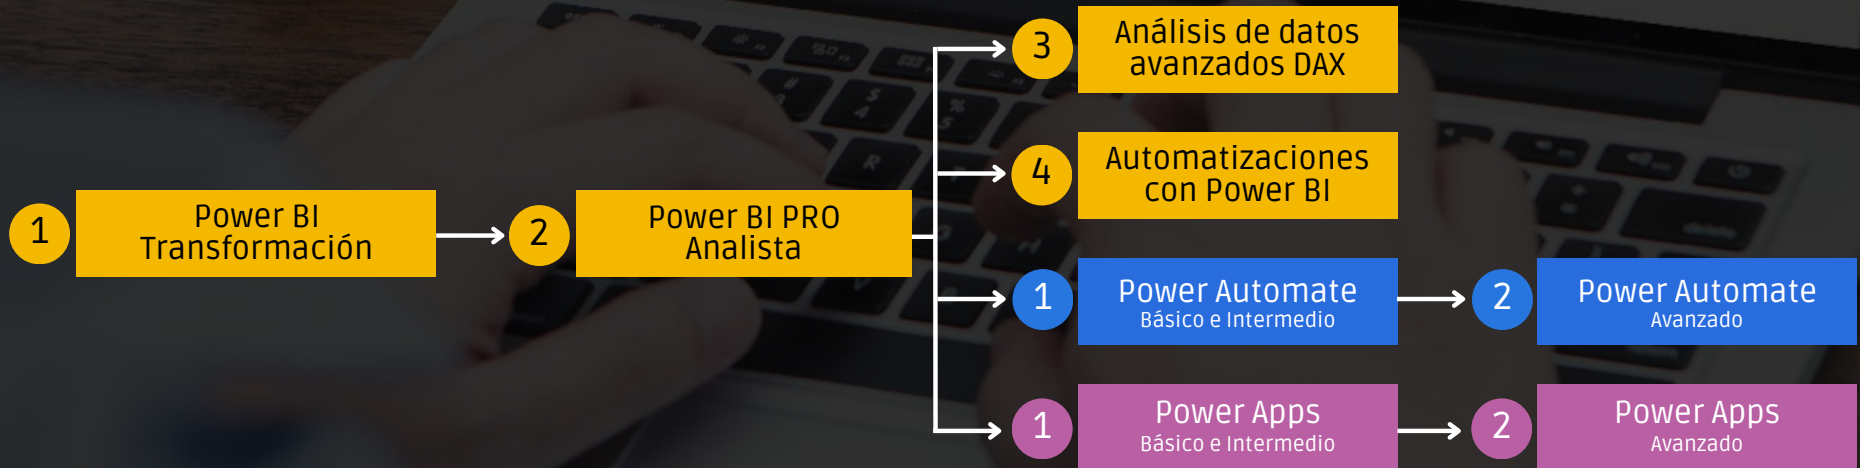 1
Power BI
Transformación
2
Power BI PRO
Analista
3
Análisis de datos
avanzados DAX
4
Automatizaciones
con Power BI
1
Power Automate
Básico e Intermedio
2
Power Automate
Avanzado
1
Power Apps
Básico e Intermedio
2
Power Apps
Avanzado